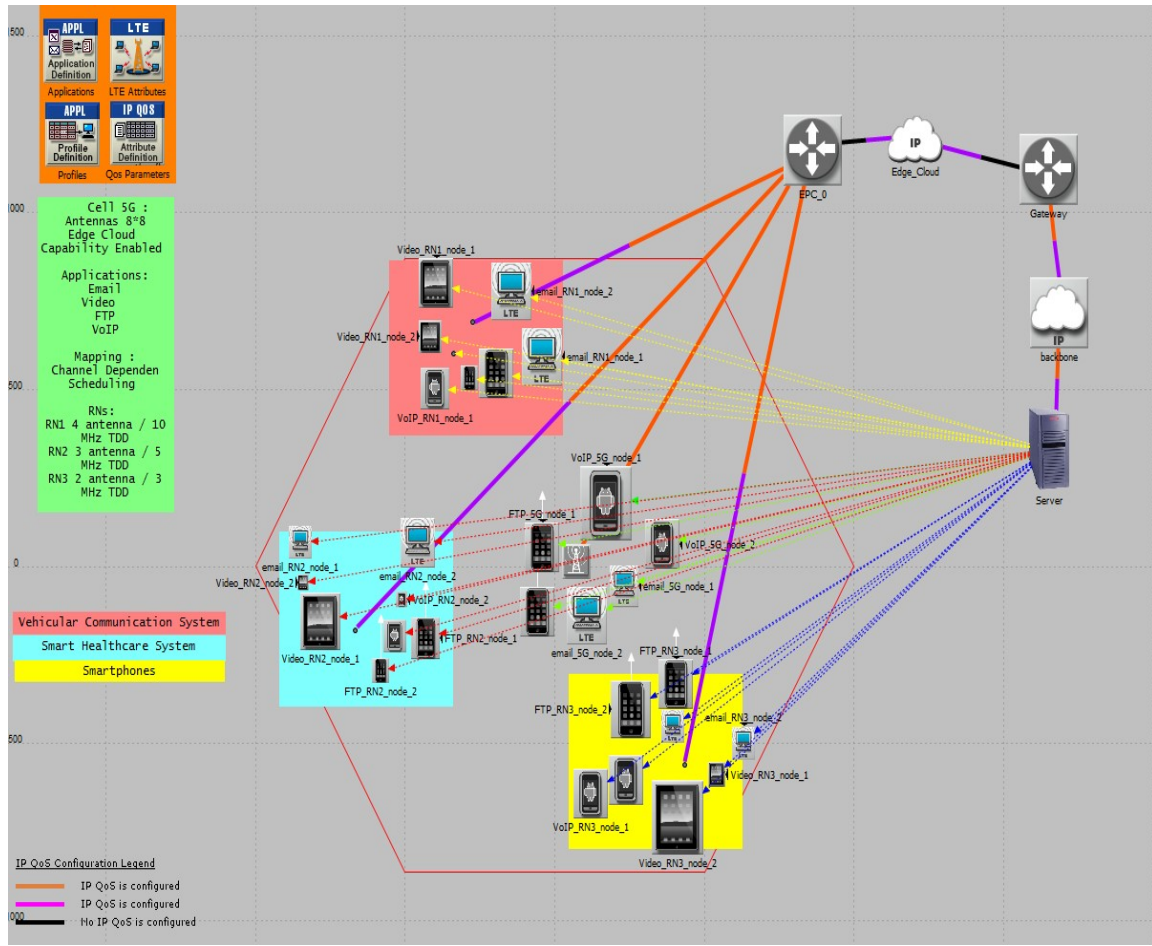 1500
APPL
LTE
Application
Definition
Applications
LTE Attributes
APPL
IP QOS
Profile
Definition
Attribute
Definition
Profiles
Qos Parameters
EPC_0
IP
Edge_Cloud
Gateway
IP
backbone
Server
1000
Cell 5G :
Antennas 8*8
Edge Cloud
Capability Enabled
Applications:
Email
Video
FTP
VoIP
Mapping :
Channel Dependen
Scheduling
RNs:
RN1 4 antenna / 10
MHz TDD
RN2 3 antenna / 5
MHz TDD
RN3 2 antenna / 3
MHz TDD
Video_RN1_node_1
email_RN1_node_2
LTE
Video_RN1_node_2
email_RN1_node_1
LTE
VoIP_RN1_node_1
500
VoIP_5G_node_1
FTP_5G_node_1
VoIP_5G_node_2
0
LTE
LTE
email_RN2_node_1
email_RN2_node_2
Video_RN2_node_2
VoIP_RN2_node_2
email_5G_node_1
LTE
LTE
email_5G_node_2
FTP_RN2_node_1
Video_RN2_node_1
FTP_RN2_node_2
Vehicular Communication System
Smart Healthcare System
Smartphones
FTP_RN3_node_1
FTP_RN3_node_2
email_RN3_node_2
LTE
LTE
500
Video_RN3_node_1
VoIP_RN3_node_1
Video_RN3_node_2
IP QoS Configuration Legend
IP QoS is configured
IP QoS is configured
No IP QoS is configured
000